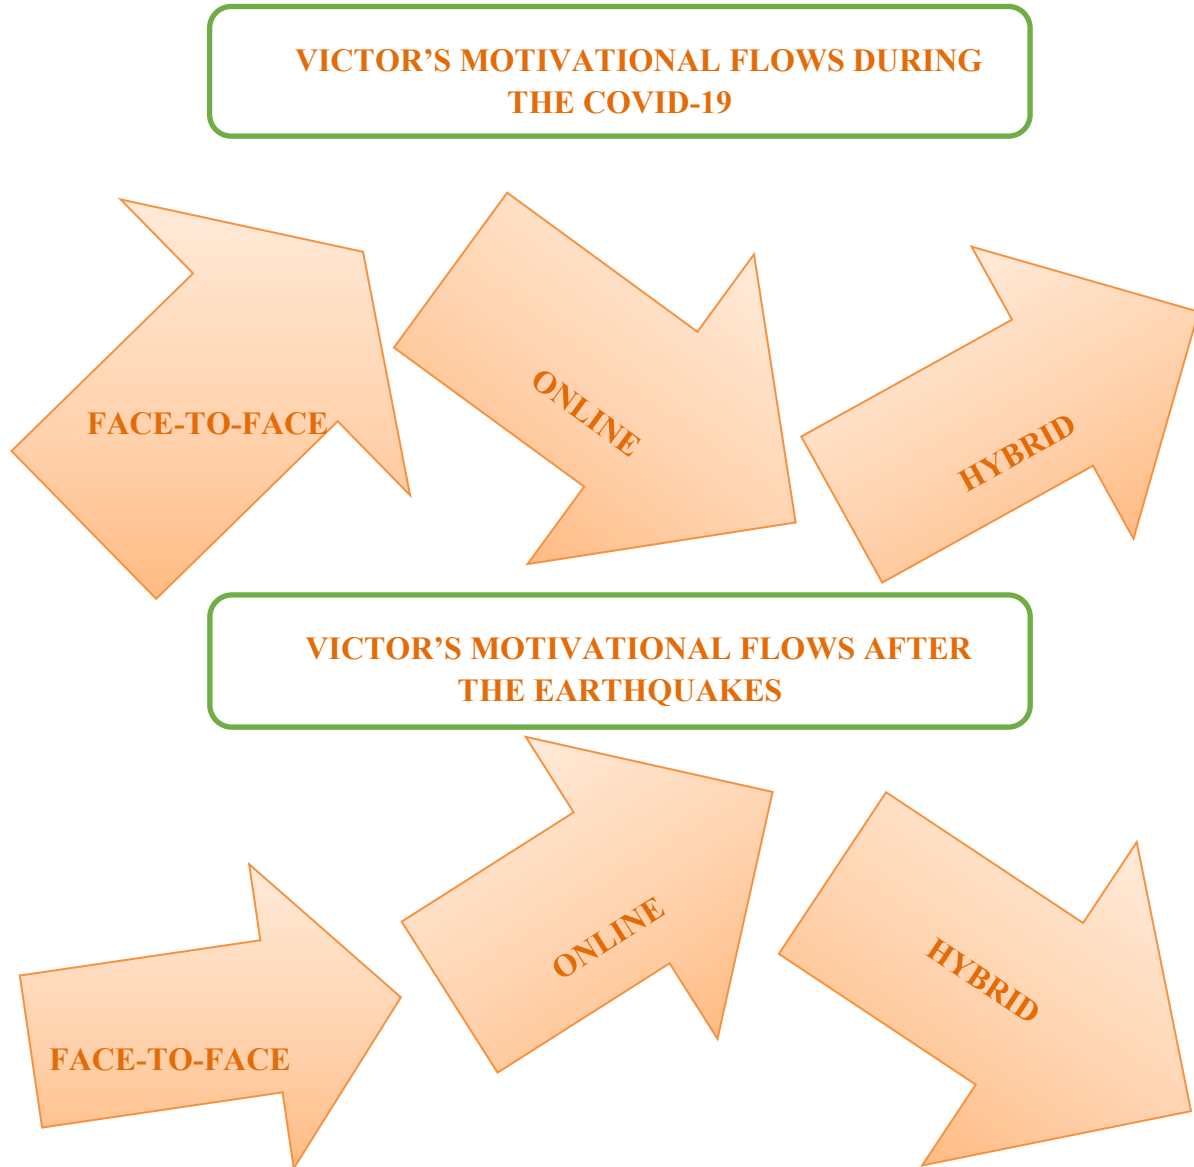 VICTOR’S MOTIVATIONAL FLOWS DURING
THE COVID-19
FACE-TO-FACE
ONLINE
HYBRID
VICTOR’S MOTIVATIONAL FLOWS AFTER
THE EARTHQUAKES
FACE-TO-FACE
ONLINE
HYBRID